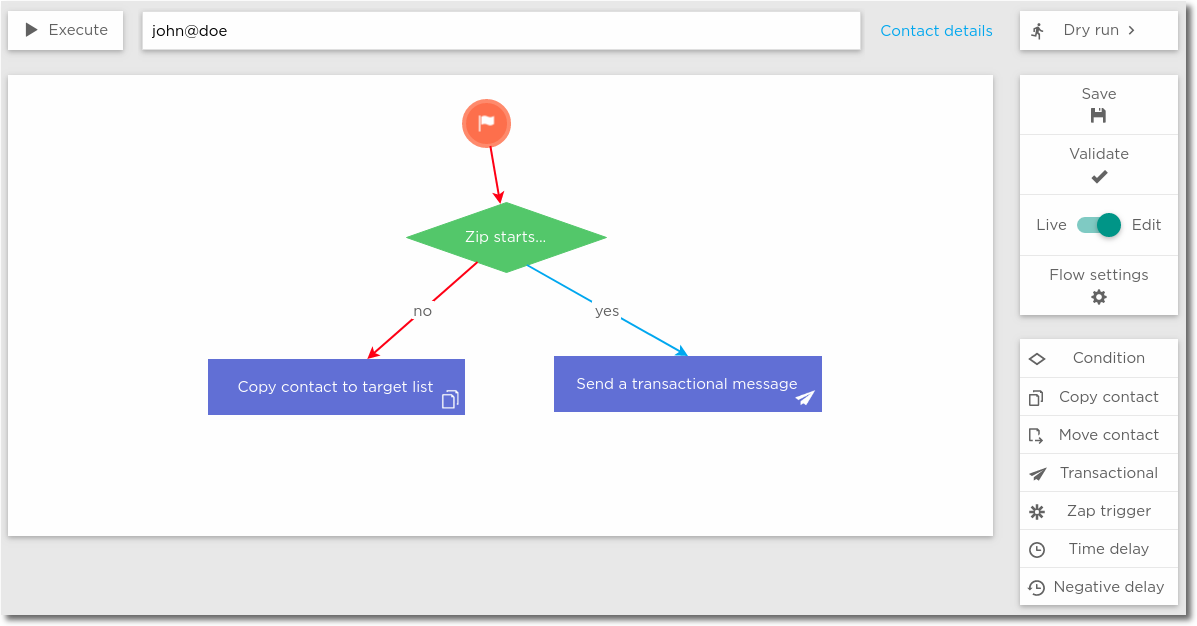 Execute
john@doe
Contact details
Dry run
Zip starts...
no
yes
Copy contact to target list
Send a transactional message
Save
Validate
Live Edit
Flow settings
Condition
Copy contact
Move contact
Transactional
Zap trigger
Time delay
Negative delay